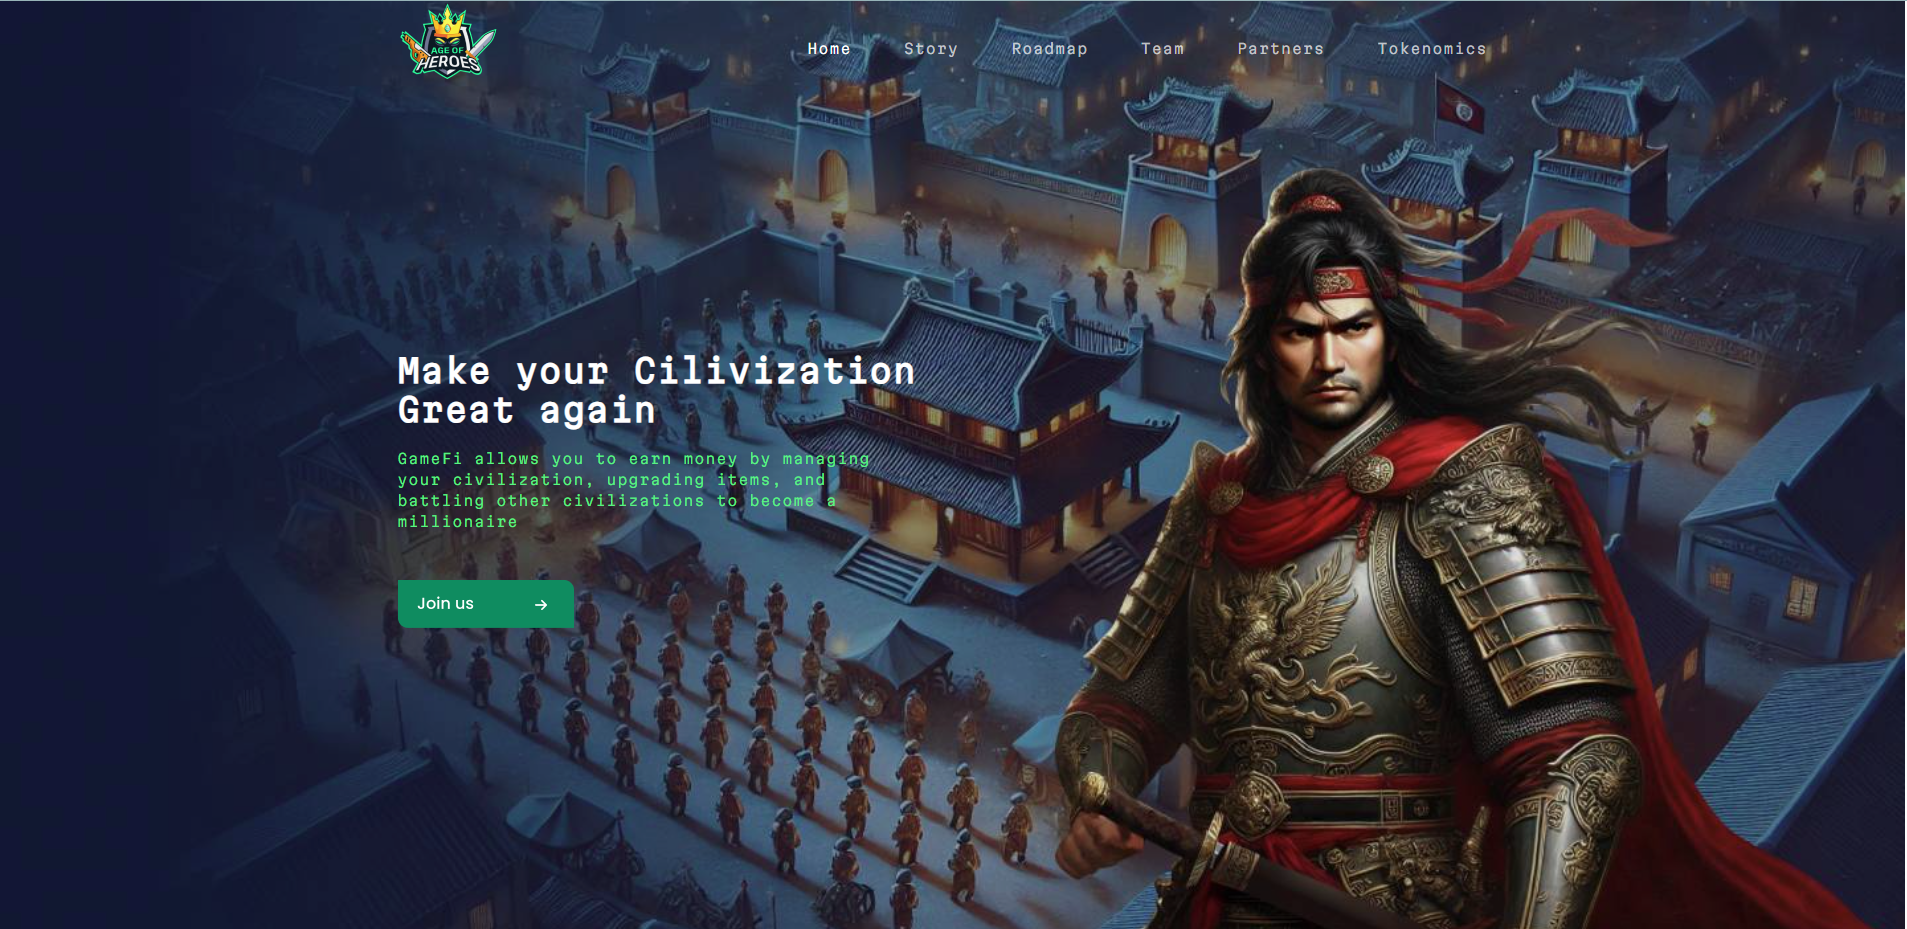 AGE OF
HEROES
Home Story Roadmap Team Partners Tokenomics
Make your Cilivization
Great again
GameFi allows you to earn money by managing
your civilization, upgrading items, and
battling other civilizations to become a
millionaire
Join us →